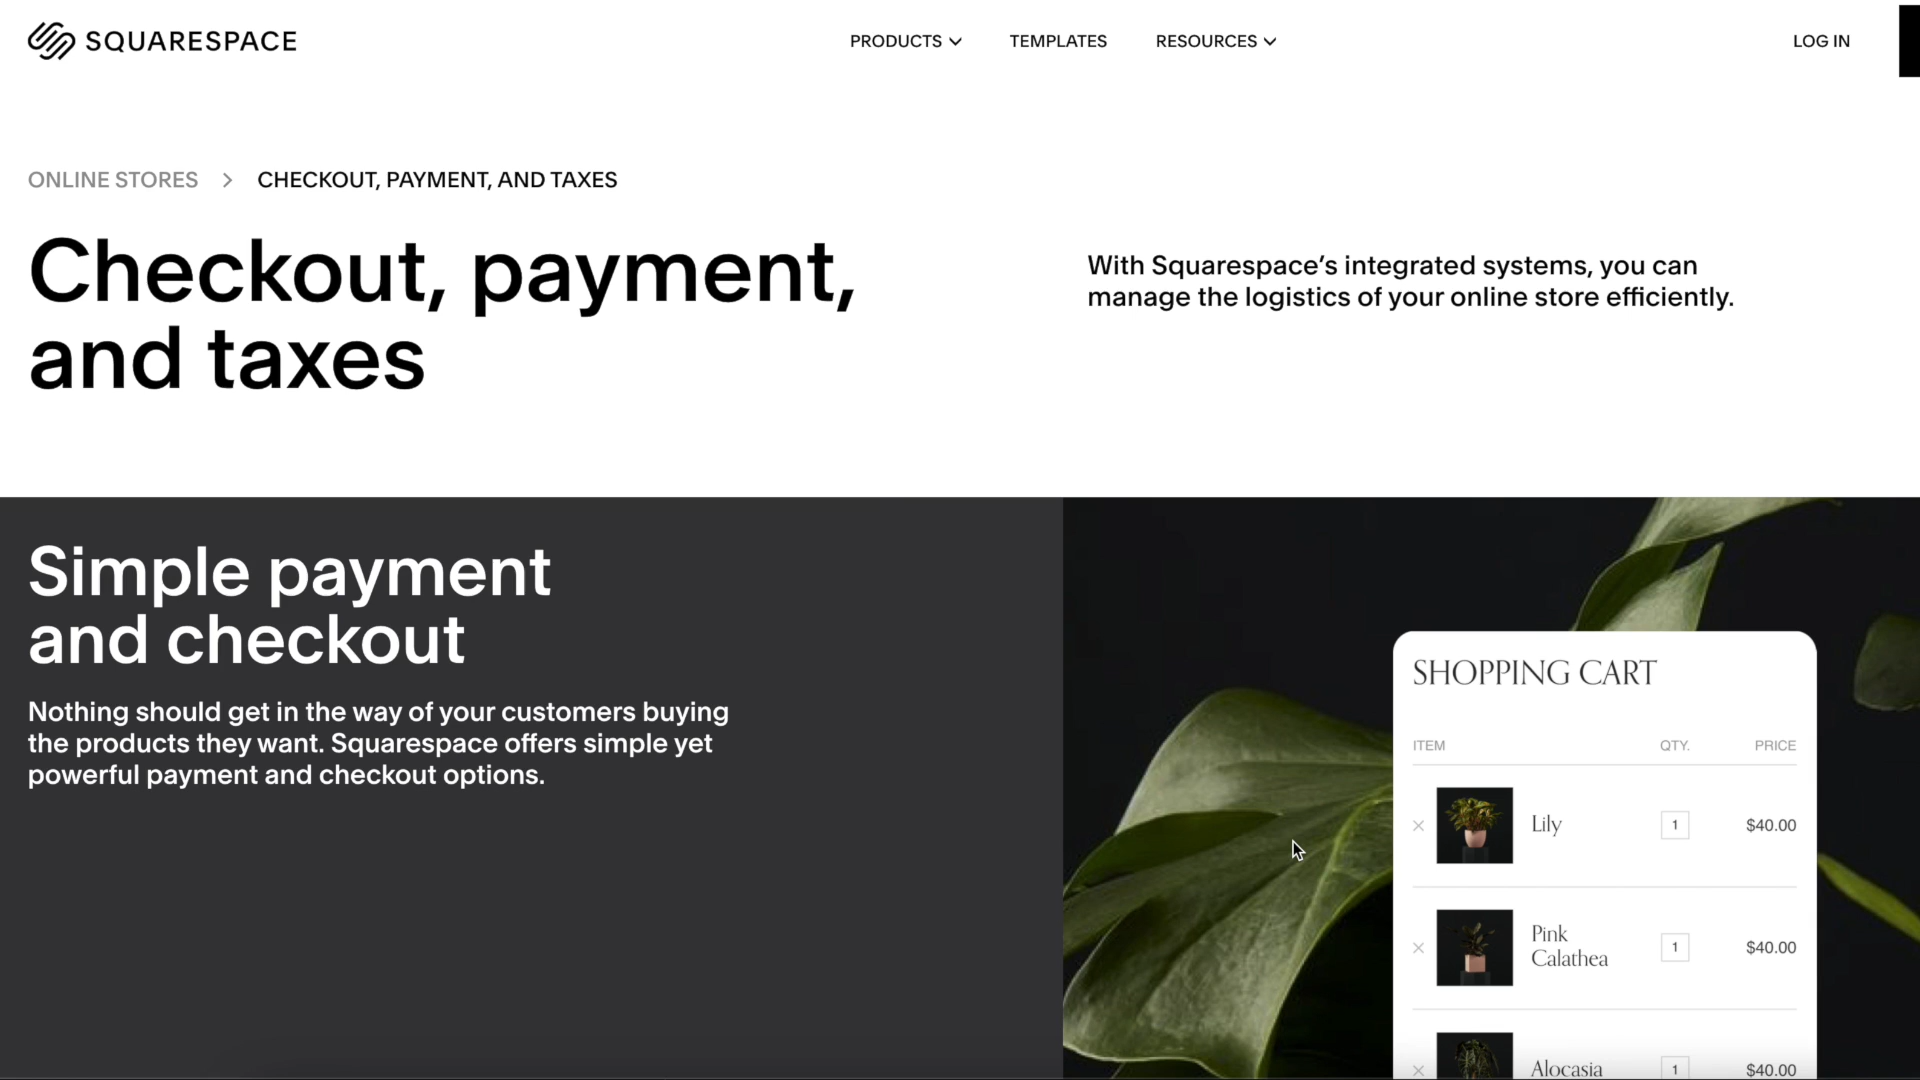 SQUARESPACE
PRODUCTS
TEMPLATES
RESOURCES
LOG IN
ONLINE STORES > CHECKOUT, PAYMENT, AND TAXES
Checkout, payment,
and taxes
With Squarespace’s integrated systems, you can
manage the logistics of your online store efficiently.
Simple payment
and checkout
Nothing should get in the way of your customers buying
the products they want. Squarespace offers simple yet
powerful payment and checkout options.
SHOPPING CART
ITEM QTY. PRICE
Lily 1 $40.00
Pink
Calathea 1 $40.00
Alocasia 1 $40.00